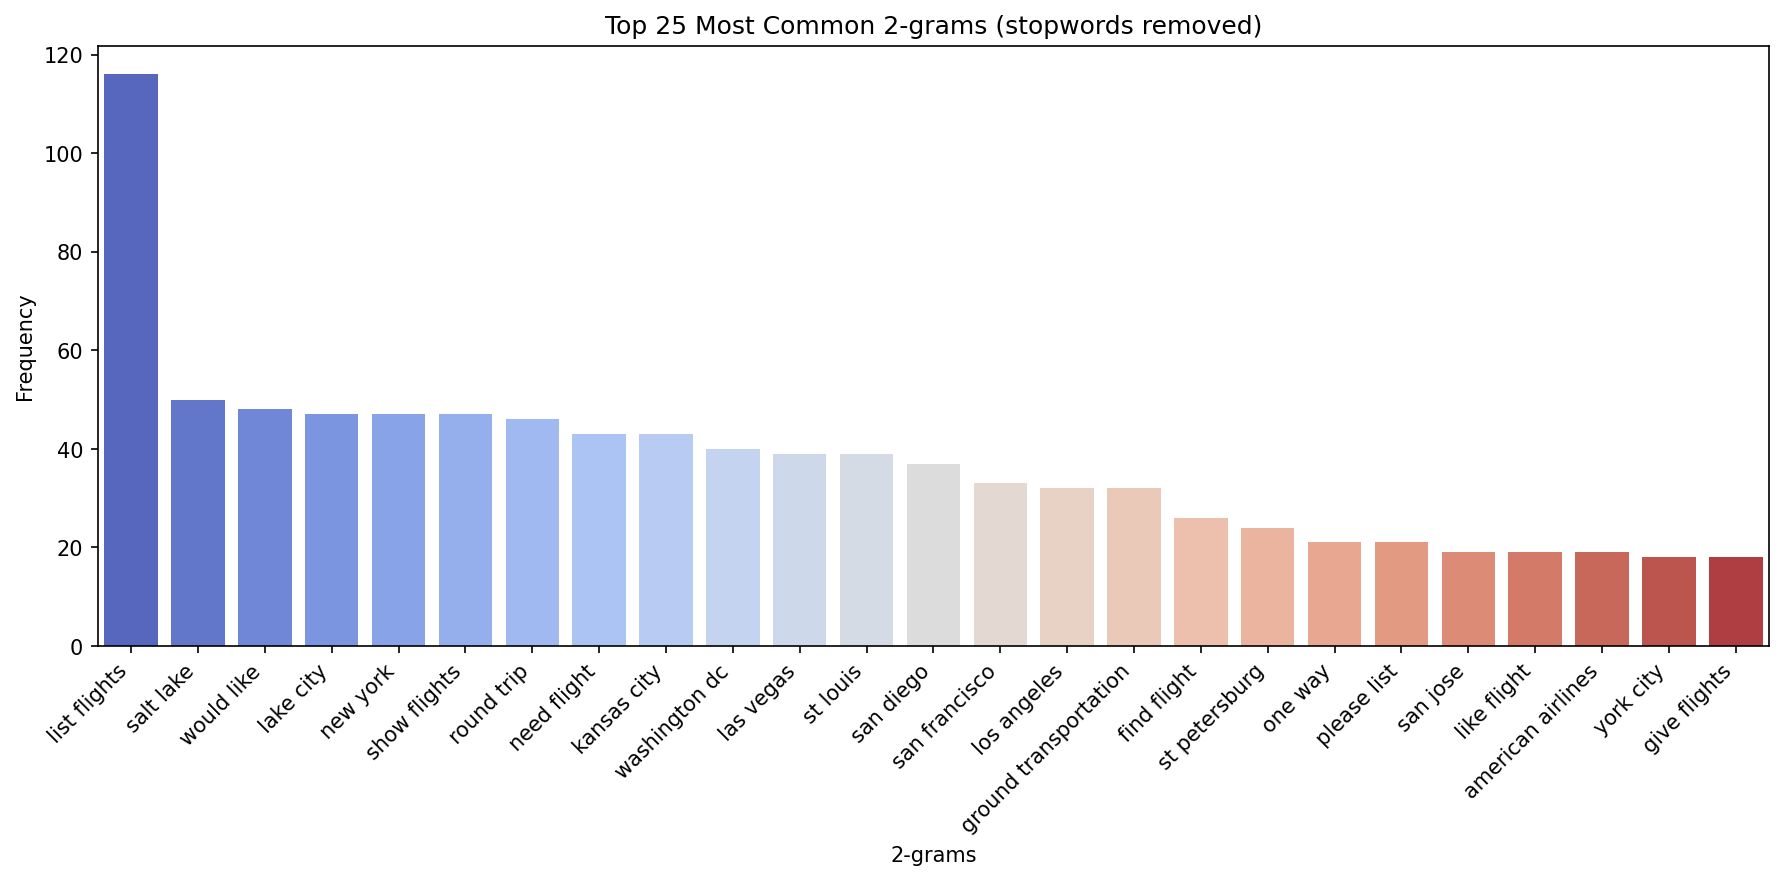 Top 25 Most Common 2-grams (stopwords removed)
Frequency
120
100
80
60
40
20
0
list flights
salt lake
would like
lake city
new york
show flights
round trip
need flight
kansas city
washington dc
las vegas
st louis
san diego
san francisco
los angeles
ground transportation
find flight
st petersburg
one way
please list
san jose
like flight
american airlines
york city
give flights
2-grams